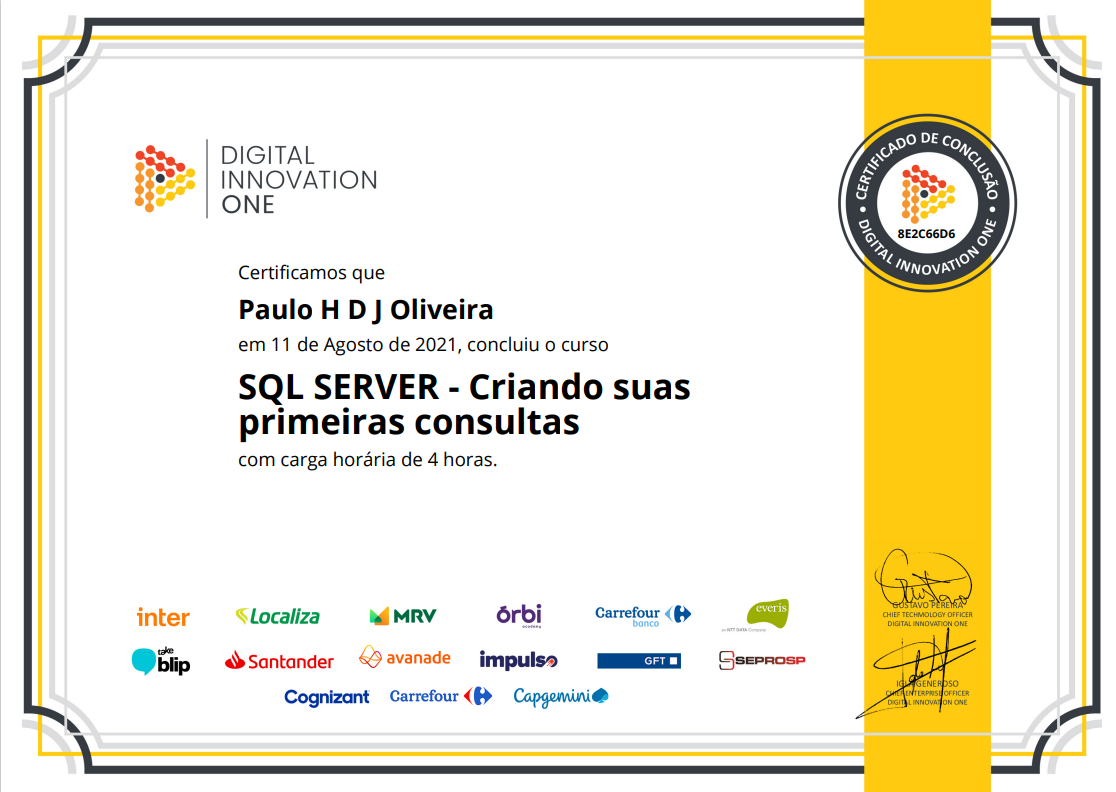 DIGITAL
INNOVATION
ONE
CERTIFICADO DE CONCLUSÃO
8E2C66D6
DIGITAL INNOVATION ONE
Certificamos que
Paulo H D J Oliveira
em 11 de Agosto de 2021, concluiu o curso
SQL SERVER - Criando suas
primeiras consultas
com carga horária de 4 horas.
inter
Localiza
MRV
órbi
academy
Carrefour
banco
everis
an NTT DATA Company
take
blip
Santander
avanade
impulso
GFT
SEPROSP
Cognizant
Carrefour
Capgemini
GUSTAVO PEREIRA
CHIEF TECHNOLOGY OFFICER
DIGITAL INNOVATION ONE
GENEROSO
CHIEF ENTERPRISE OFFICER
DIGITAL INNOVATION ONE